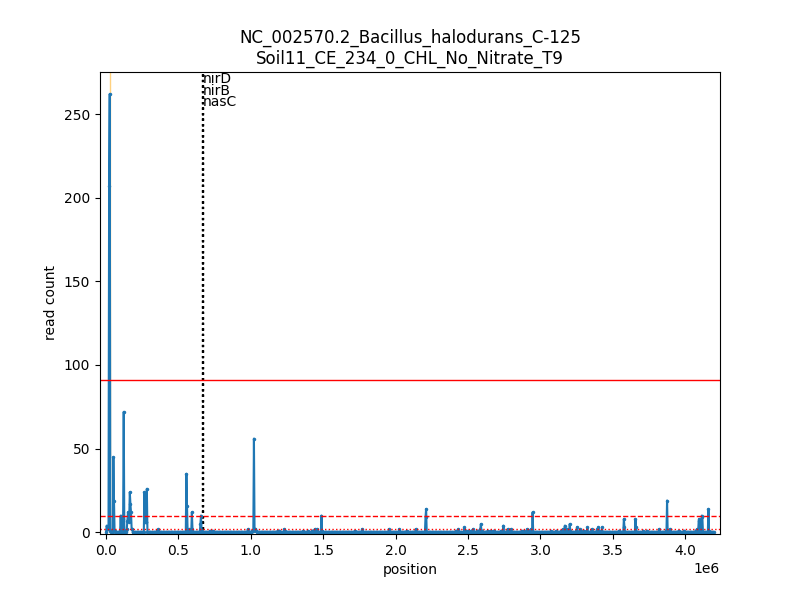 NC_002570.2_Bacillus_halodurans_C-125
Soil11_CE_234_0_CHL_No_Nitrate_T9
nirD
nirB
nasC
250
200
150
100
50
0
read count
0.0 0.5 1.0 1.5 2.0 2.5 3.0 3.5 4.0
1e6
position